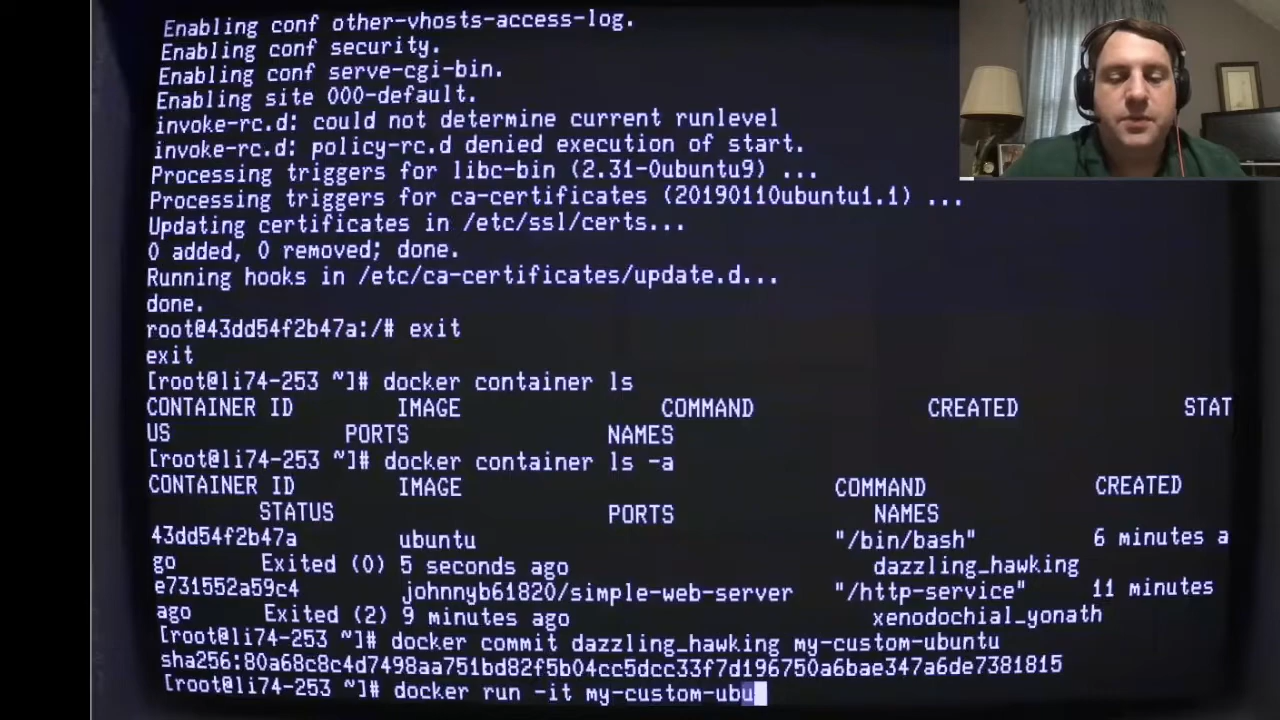 Enabling conf other-vhosts-access-log.
Enabling conf security.
Enabling conf serve-cgi-bin.
Enabling site 000-default.
invoke-rc.d: could not determine current runlevel
invoke-rc.d: policy-rc.d denied execution of start.
Processing triggers for libc-bin (2.31-0ubuntu9) ...
Processing triggers for ca-certificates (20190110ubuntu1.1) ...
Updating certificates in /etc/ssl/certs...
0 added, 0 removed; done.
Running hooks in /etc/ca-certificates/update.d...
done.
root@43dd54f2b47a:/# exit
exit
[root@li74-253 ~]# docker container ls
CONTAINER ID IMAGE COMMAND CREATED STAT
US PORTS NAMES
[root@li74-253 ~]# docker container ls -a
CONTAINER ID IMAGE COMMAND CREATED
STATUS PORTS NAMES
43dd54f2b47a ubuntu "/bin/bash" 6 minutes a
go Exited (0) 5 seconds ago dazzling_hawking
e731552a59c4 johnnyb61820/simple-web-server "/http-service" 11 minutes
ago Exited (2) 9 minutes ago xenodochial_yonath
[root@li74-253 ~]# docker commit dazzling_hawking my-custom-ubuntu
sha256:80a68c8c4d7498aa751bd82f5b04cc5dcc33f7d196750a6bae347a6de7381815
[root@li74-253 ~]# docker run -it my-custom-ubu